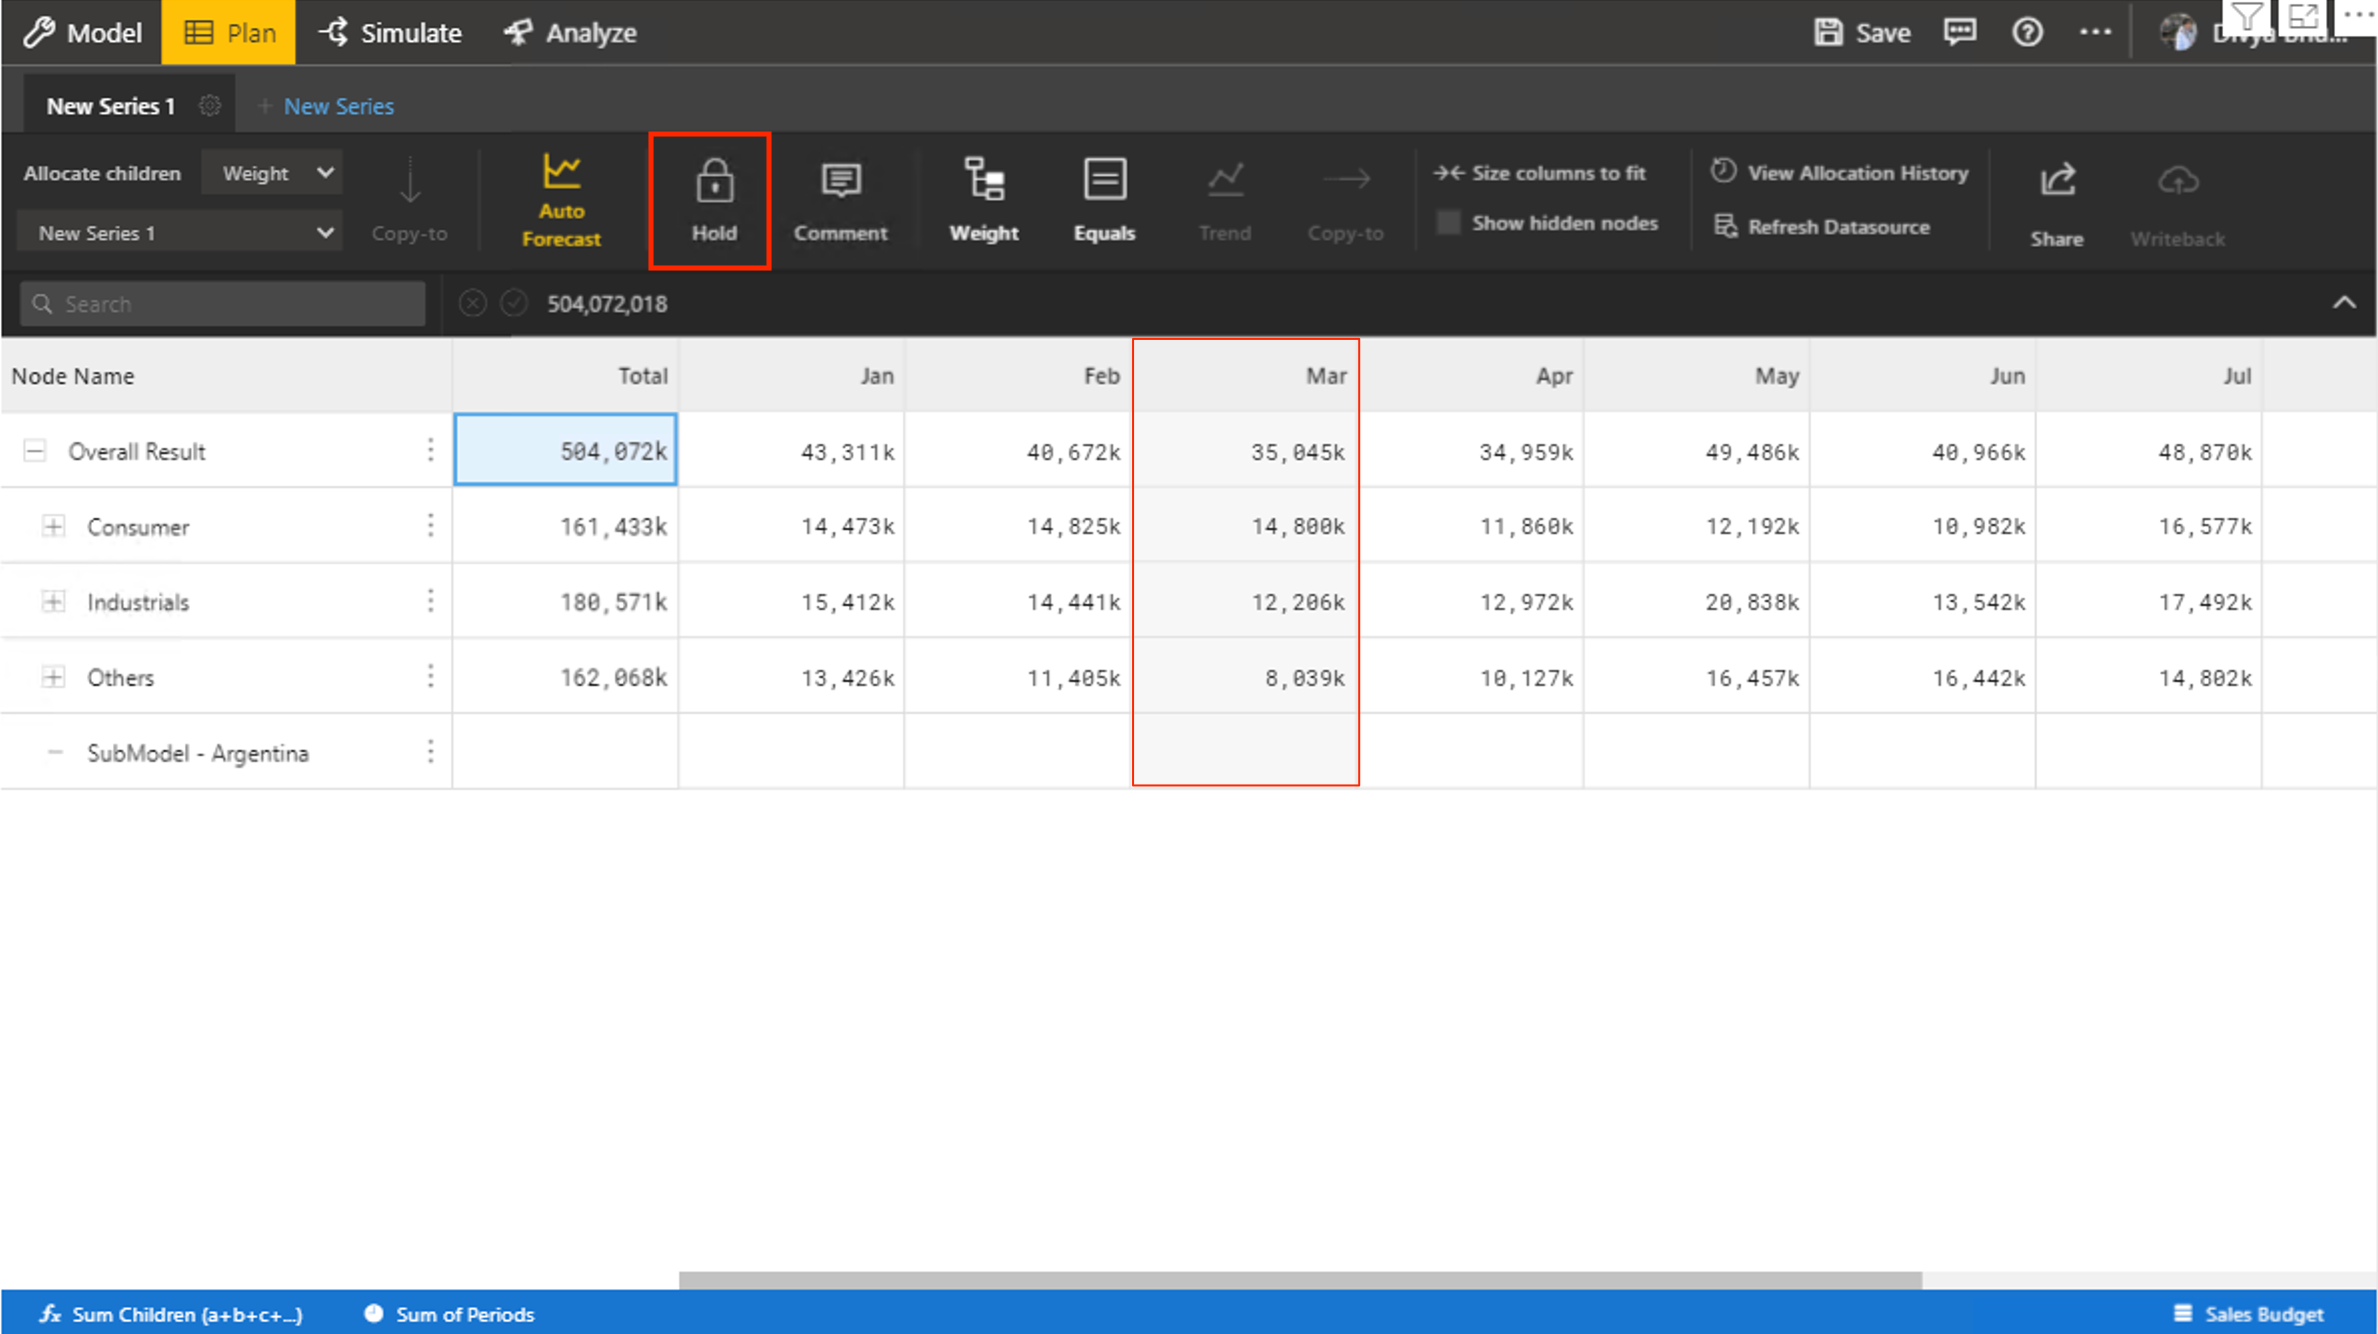 Model Plan Simulate Analyze Save
New Series 1 + New Series
Allocate children Weight
New Series 1
Copy-to
Auto
Forecast
Hold
Comment
Weight
Equals
Trend
Copy-to
Size columns to fit
Show hidden nodes
View Allocation History
Refresh Datasource
Share
Writeback
Search 504,072,018
Node Name Total Jan Feb Mar Apr May Jun Jul
Overall Result 504,072k 43,311k 40,672k 35,045k 34,959k 49,486k 40,966k 48,870k
Consumer 161,433k 14,473k 14,825k 14,800k 11,860k 12,192k 10,982k 16,577k
Industrials 180,571k 15,412k 14,441k 12,206k 12,972k 20,838k 13,542k 17,492k
Others 162,068k 13,426k 11,405k 8,039k 10,127k 16,457k 16,442k 14,802k
SubModel - Argentina
fx Sum Children (a+b+c+...) Sum of Periods Sales Budget